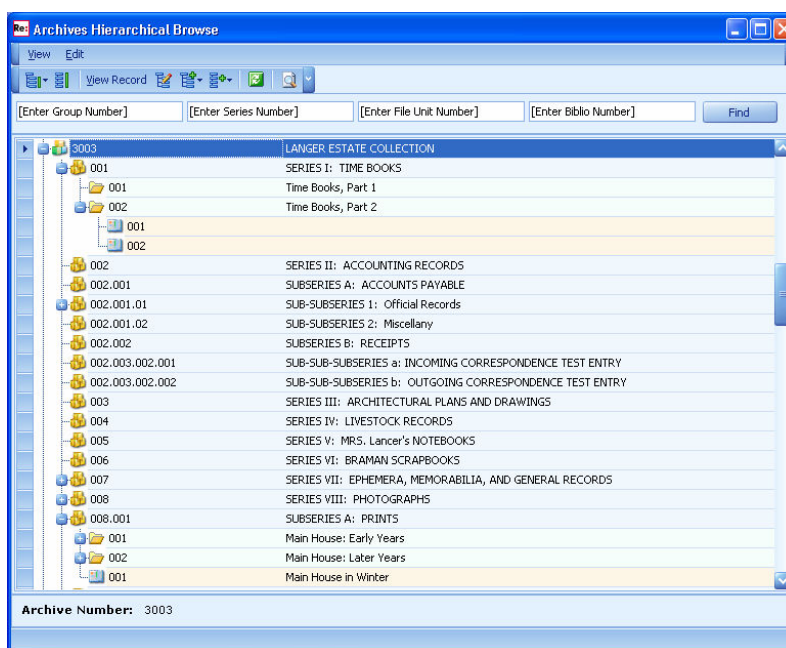 Re: Archives Hierarchical Browse
View Edit
View Record
[Enter Group Number] [Enter Series Number] [Enter File Unit Number] [Enter Biblio Number] Find
3003 LANGER ESTATE COLLECTION
001 SERIES I: TIME BOOKS
001 Time Books, Part 1
002 Time Books, Part 2
001
002
002 SERIES II: ACCOUNTING RECORDS
002.001 SUBSERIES A: ACCOUNTS PAYABLE
002.001.01 SUB-SUBSERIES 1: Official Records
002.001.02 SUB-SUBSERIES 2: Miscellany
002.002 SUBSERIES B: RECEIPTS
002.003.002.001 SUB-SUB-SUBSERIES a: INCOMING CORRESPONDENCE TEST ENTRY
002.003.002.002 SUB-SUB-SUBSERIES b: OUTGOING CORRESPONDENCE TEST ENTRY
003 SERIES III: ARCHITECTURAL PLANS AND DRAWINGS
004 SERIES IV: LIVESTOCK RECORDS
005 SERIES V: MRS. Lancer's NOTEBOOKS
006 SERIES VI: BRAMAN SCRAPBOOKS
007 SERIES VII: EPHEMERA, MEMORABILIA, AND GENERAL RECORDS
008 SERIES VIII: PHOTOGRAPHS
008.001 SUBSERIES A: PRINTS
001 Main House: Early Years
002 Main House: Later Years
001 Main House in Winter
Archive Number: 3003